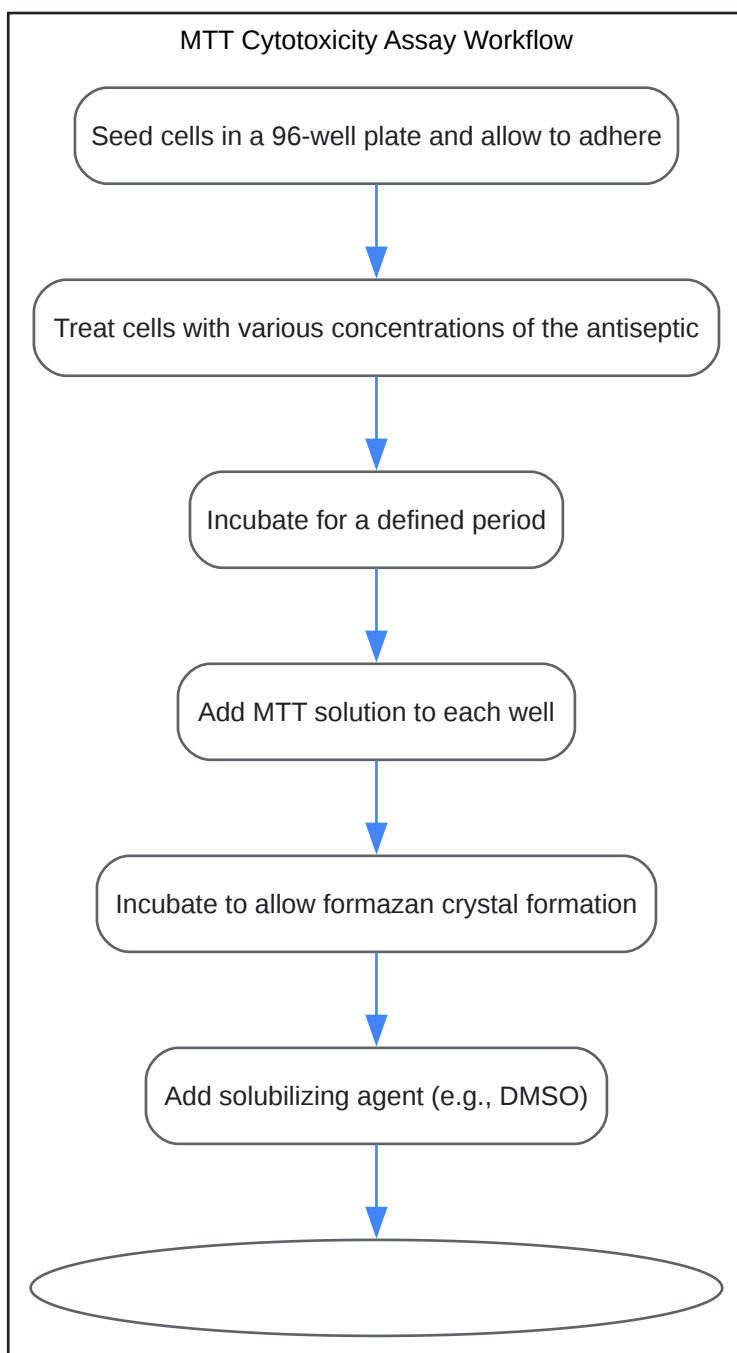 MTT Cytotoxicity Assay Workflow
Seed cells in a 96-well plate and allow to adhere
Treat cells with various concentrations of the antiseptic
Incubate for a defined period
Add MTT solution to each well
Incubate to allow formazan crystal formation
Add solubilizing agent (e.g., DMSO)